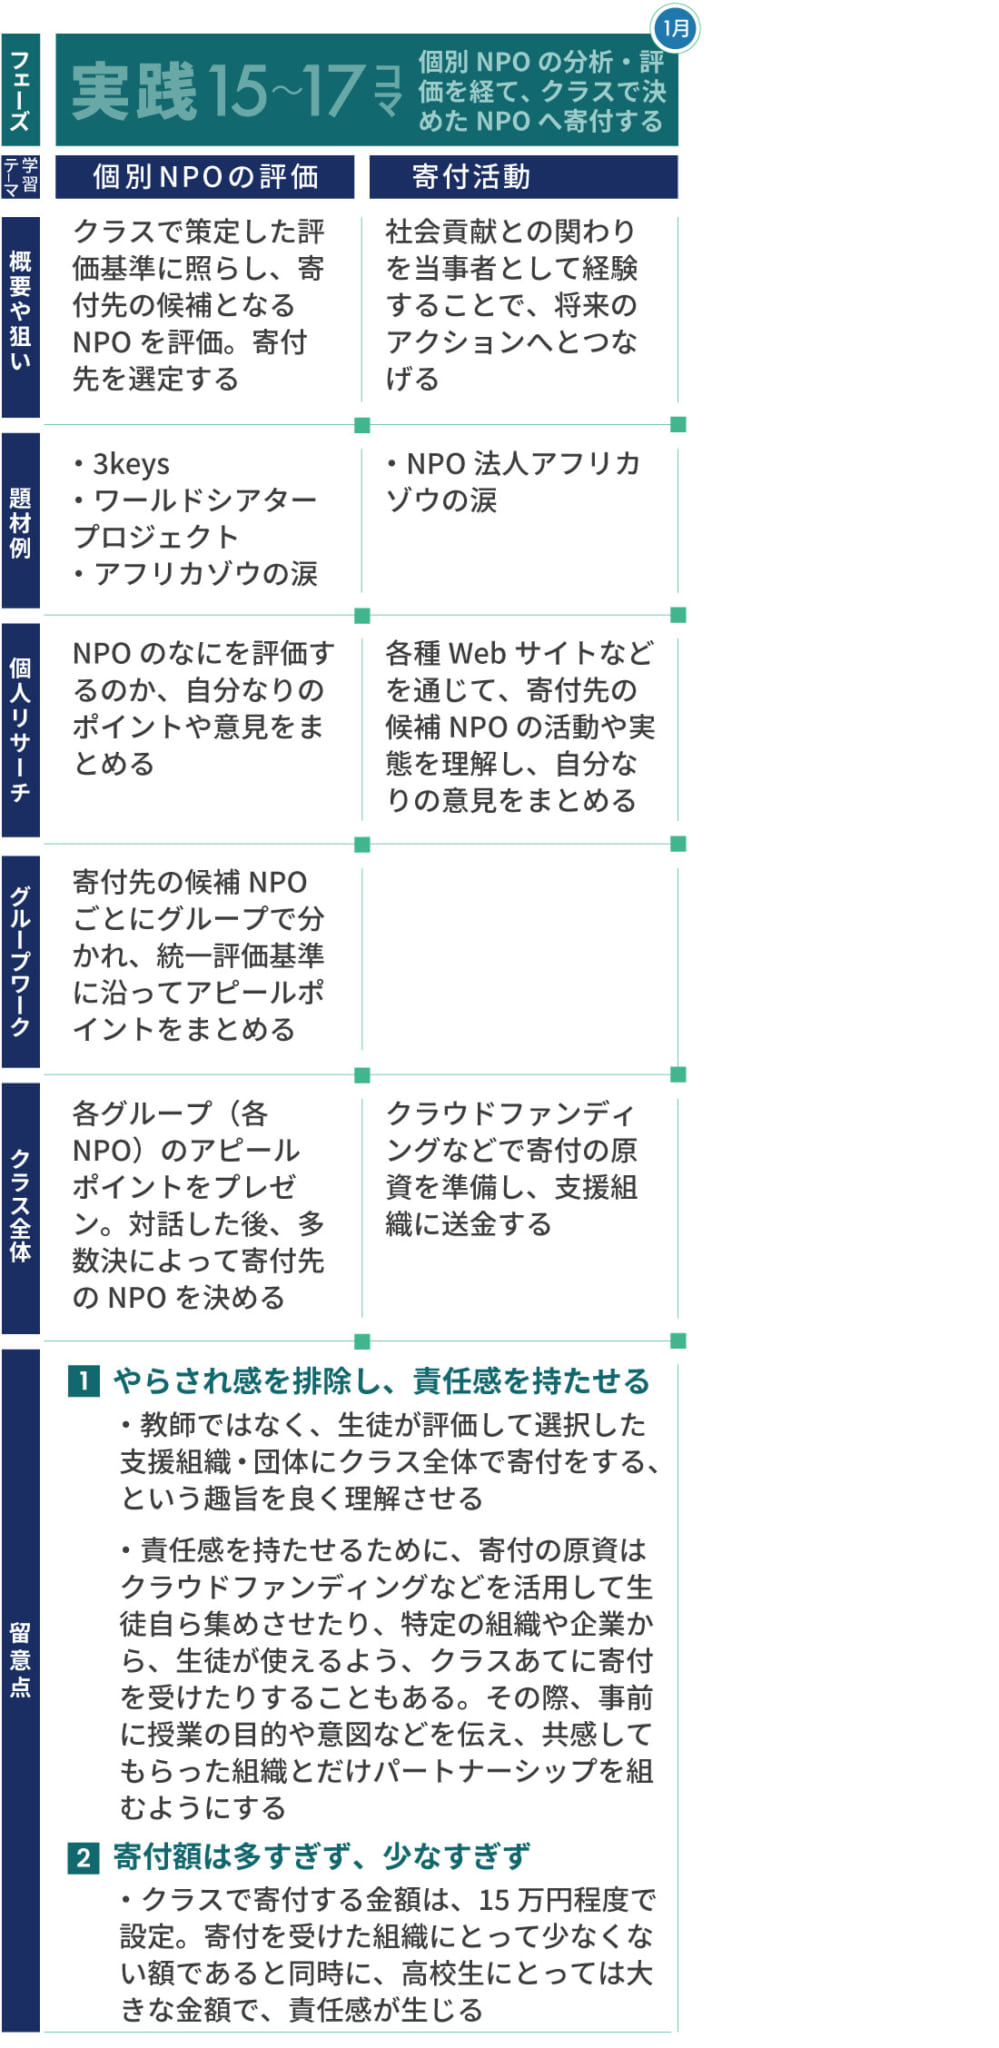 1月
フェーズ
実践15〜17コマ
個別 NPO の分析・評
価を経て、クラスで決
めた NPO へ寄付する
学習テーマ
個別NPOの評価
寄付活動
概要や狙い
クラスで策定した評
価基準に照らし、寄
付先の候補となる
NPO を評価。寄付
先を選定する
社会貢献との関わり
を当事者として経験
することで、将来の
アクションへとつな
げる
題材例
・3keys
・ワールドシアター
プロジェクト
・アフリカゾウの涙
・NPO 法人アフリカ
ゾウの涙
個人リサーチ
NPO のなにを評価す
るのか、自分なりの
ポイントや意見をま
とめる
各種 Web サイトなど
を通じて、寄付先の
候補 NPO の活動や実
態を理解し、自分な
りの意見をまとめる
グループワーク
寄付先の候補 NPO
ごとにグループで分
かれ、統一評価基準
に沿ってアピールポ
イントをまとめる
クラス全体
各グループ（各
NPO）のアピール
ポイントをプレゼ
ン。対話した後、多
数決によって寄付先
の NPO を決める
クラウドファンディ
ングなどで寄付の原
資を準備し、支援組
織に送金する
留意点
1 やらされ感を排除し、責任感を持たせる
・教師ではなく、生徒が評価して選択した
支援組織・団体にクラス全体で寄付をする、
という趣旨を良く理解させる
・責任感を持たせるために、寄付の原資は
クラウドファンディングなどを活用して生
徒自ら集めさせたり、特定の組織や企業か
ら、生徒が使えるよう、クラスあてに寄付
を受けたりすることもある。その際、事前
に授業の目的や意図などを伝え、共感して
もらった組織とだけパートナーシップを組
むようにする
2 寄付額は多すぎず、少なすぎず
・クラスで寄付する金額は、15 万円程度で
設定。寄付を受けた組織にとって少なくな
い額であると同時に、高校生にとっては大
きな金額で、責任感が生じる